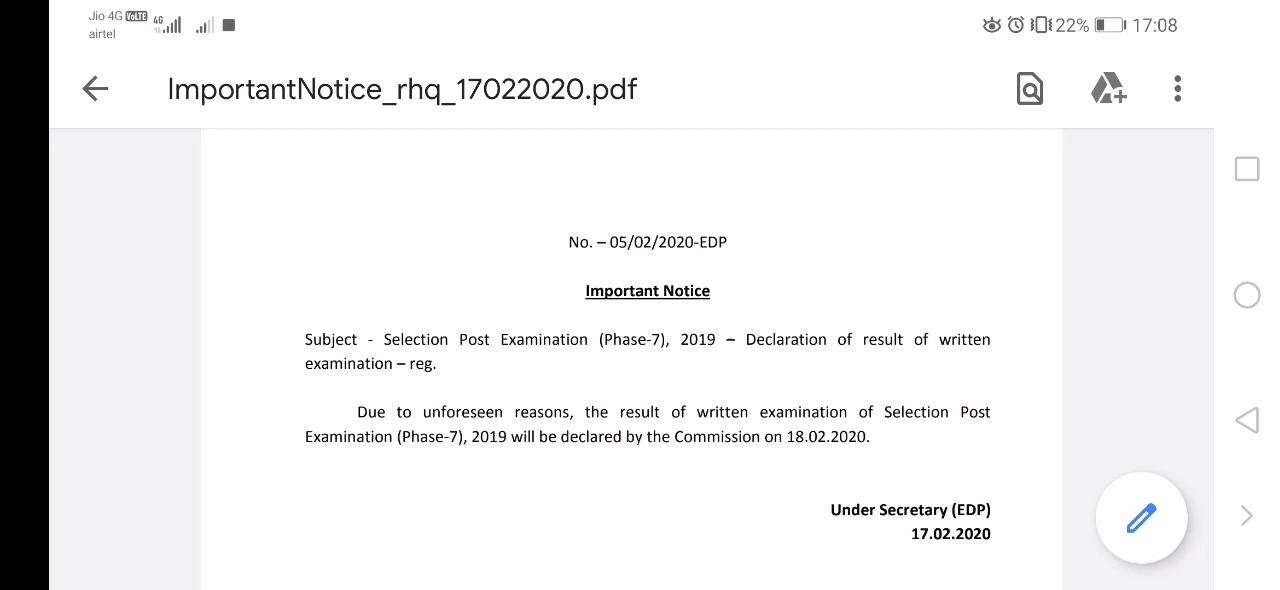 Jio 4G VoLTE
airtel
4G
22%
17:08
ImportantNotice_rhq_17022020.pdf
No. – 05/02/2020-EDP
Important Notice
Subject - Selection Post Examination (Phase-7), 2019 – Declaration of result of written
examination – reg.
Due to unforeseen reasons, the result of written examination of Selection Post
Examination (Phase-7), 2019 will be declared by the Commission on 18.02.2020.
Under Secretary (EDP)
17.02.2020